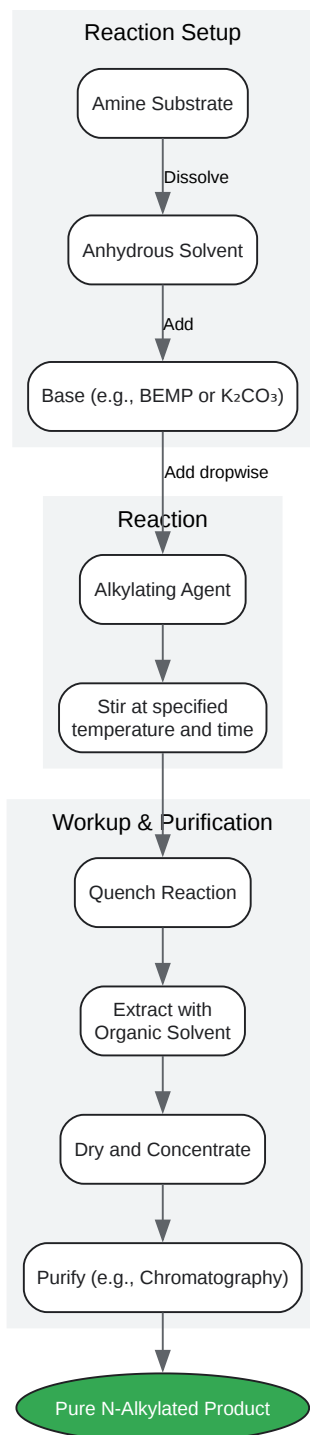 Reaction Setup
Amine Substrate
Dissolve
Anhydrous Solvent
Add
Base (e.g., BEMP or K₂CO₃)
Add dropwise
Reaction
Alkylating Agent
Stir at specified
temperature and time
Workup & Purification
Quench Reaction
Extract with
Organic Solvent
Dry and Concentrate
Purify (e.g., Chromatography)
Pure N-Alkylated Product